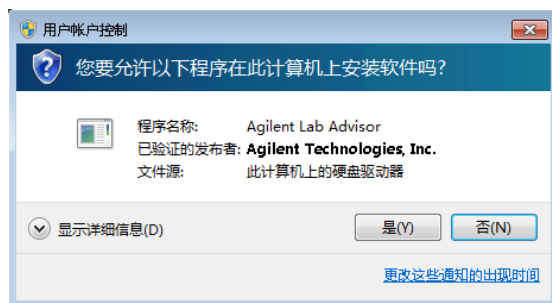 用户帐户控制
您要允许以下程序在此计算机上安装软件吗?
程序名称: Agilent Lab Advisor
已验证的发布者: Agilent Technologies, Inc.
文件源: 此计算机上的硬盘驱动器
显示详细信息(D)
是(Y)
否(N)
更改这些通知的出现时间